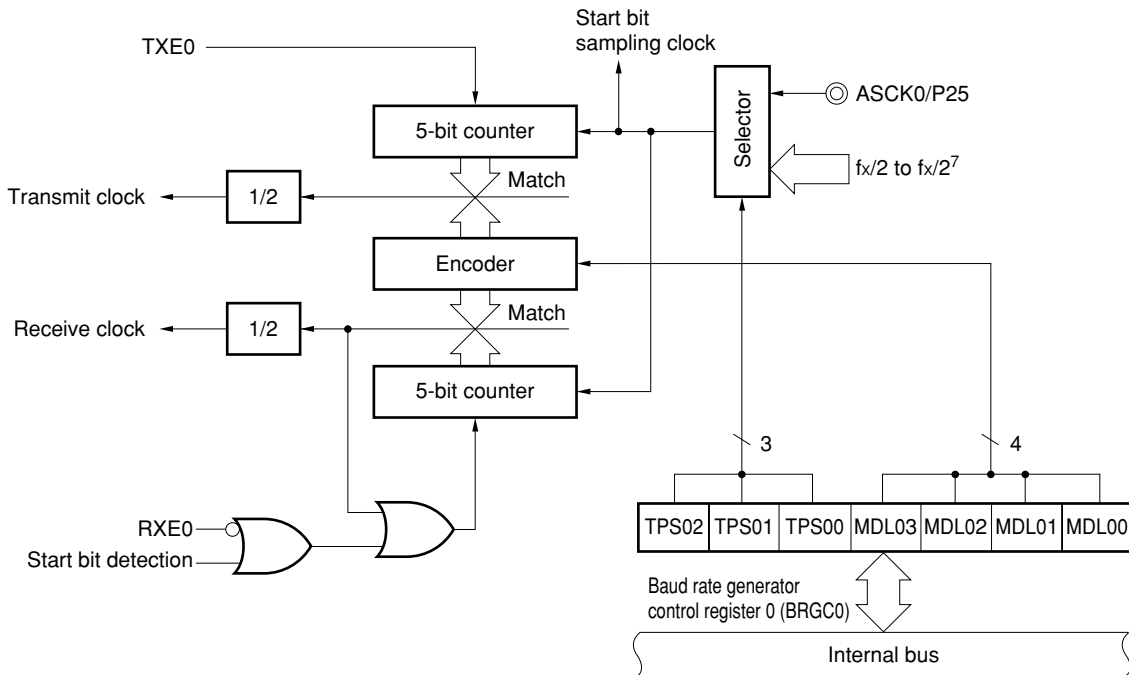 Start bit
sampling clock
TXE0
ASCK0/P25
5-bit counter
Selector
fx/2 to fx/2⁷
Match
Transmit clock
1/2
Encoder
Match
Receive clock
1/2
5-bit counter
3
4
RXE0
Start bit detection
TPS02 TPS01 TPS00 MDL03 MDL02 MDL01 MDL00
Baud rate generator
control register 0 (BRGC0)
Internal bus